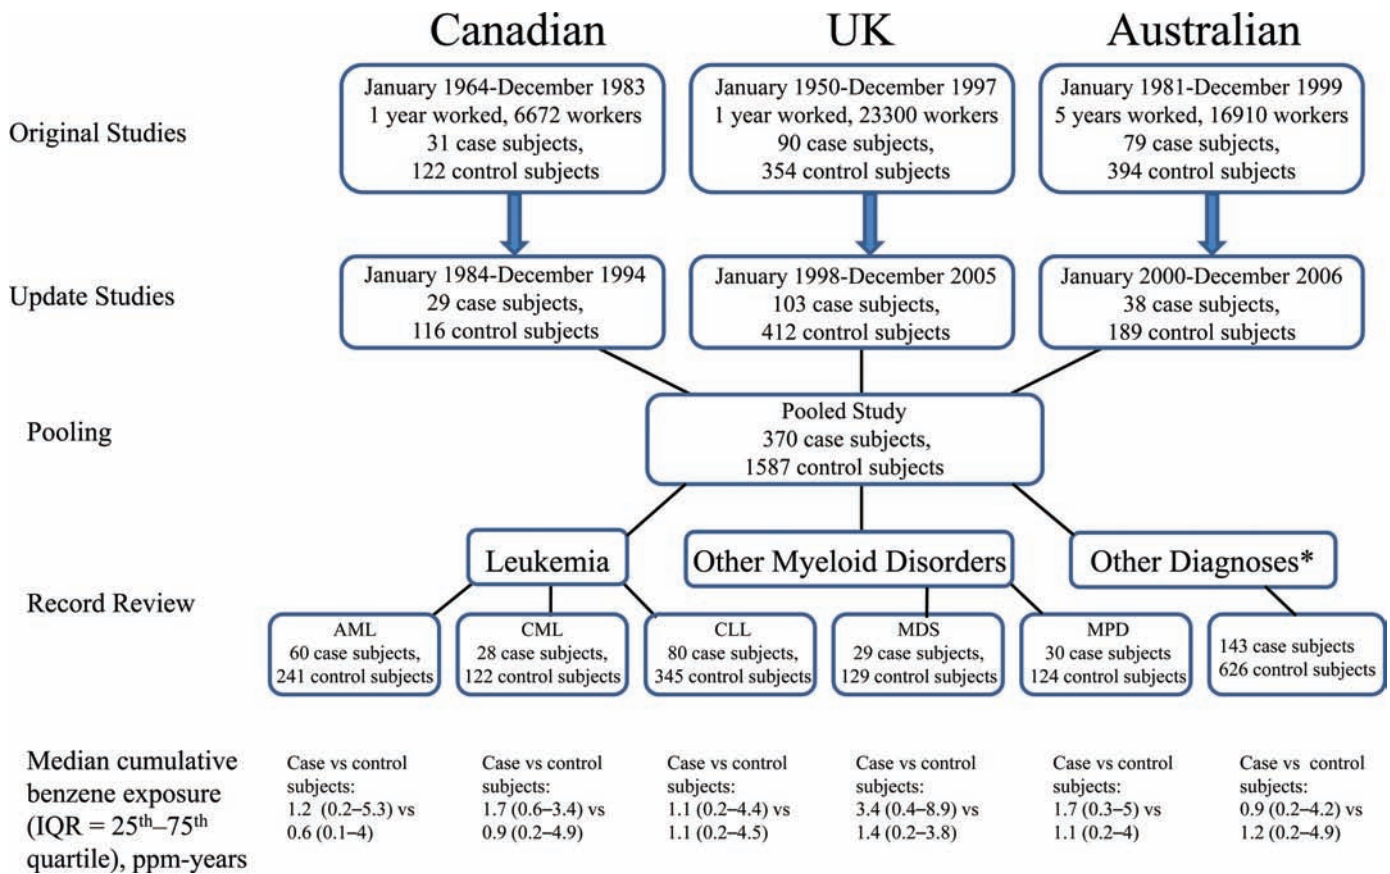 Canadian
UK
Australian
Original Studies
January 1964-December 1983
1 year worked, 6672 workers
31 case subjects,
122 control subjects
January 1950-December 1997
1 year worked, 23300 workers
90 case subjects,
354 control subjects
January 1981-December 1999
5 years worked, 16910 workers
79 case subjects,
394 control subjects
Update Studies
January 1984-December 1994
29 case subjects,
116 control subjects
January 1998-December 2005
103 case subjects,
412 control subjects
January 2000-December 2006
38 case subjects,
189 control subjects
Pooling
Pooled Study
370 case subjects,
1587 control subjects
Record Review
Leukemia
Other Myeloid Disorders
Other Diagnoses*
AML
60 case subjects,
241 control subjects
CML
28 case subjects,
122 control subjects
CLL
80 case subjects,
345 control subjects
MDS
29 case subjects,
129 control subjects
MPD
30 case subjects
124 control subjects
143 case subjects
626 control subjects
Median cumulative
benzene exposure
(IQR = 25th–75th
quartile), ppm-years
Case vs control
subjects:
1.2 (0.2–5.3) vs
0.6 (0.1–4)
Case vs control
subjects:
1.7 (0.6–3.4) vs
0.9 (0.2–4.9)
Case vs control
subjects:
1.1 (0.2–4.4) vs
1.1 (0.2–4.5)
Case vs control
subjects:
3.4 (0.4–8.9) vs
1.4 (0.2–3.8)
Case vs control
subjects:
1.7 (0.3–5) vs
1.1 (0.2–4)
Case vs control
subjects:
0.9 (0.2–4.2) vs
1.2 (0.2–4.9)